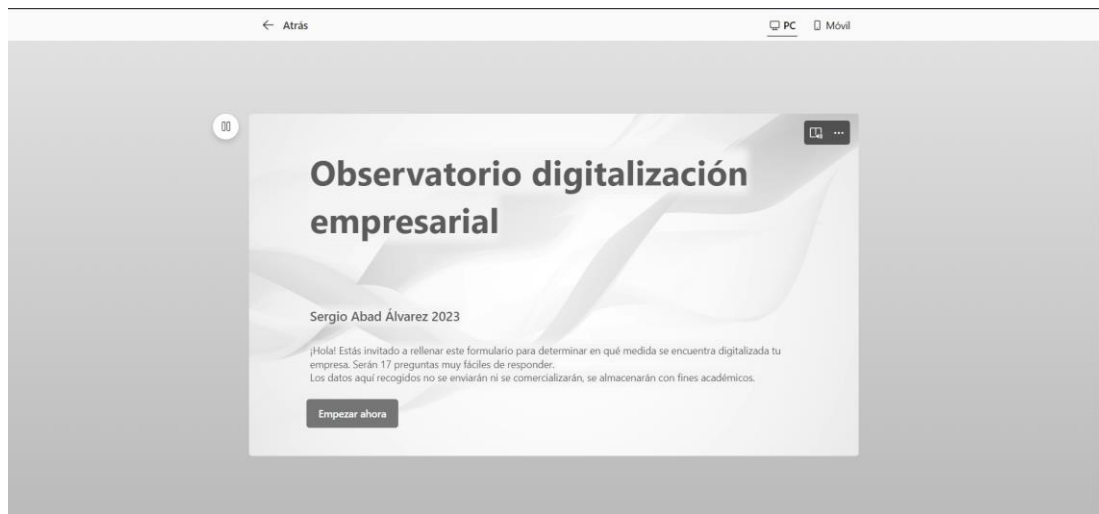 Atrás
PC Móvil
Observatorio digitalización
empresarial
Sergio Abad Álvarez 2023
¡Hola! Estás invitado a rellenar este formulario para determinar en qué medida se encuentra digitalizada tu
empresa. Serán 17 preguntas muy fáciles de responder.
Los datos aquí recogidos no se enviarán ni se comercializarán, se almacenarán con fines académicos.
Empezar ahora